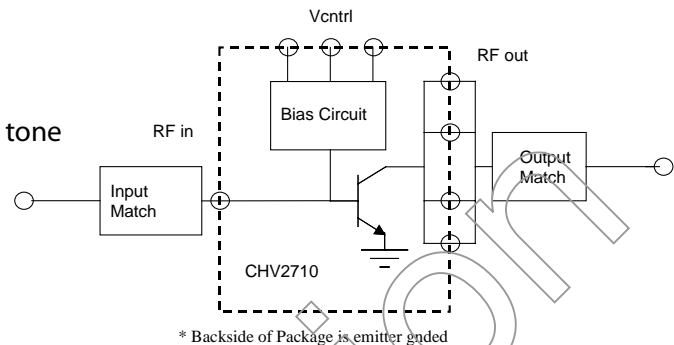 Vcntrl
RF out
Bias Circuit
tone
RF in
Output
Match
Input
Match
CHV2710
* Backside of Package is emitter gnded